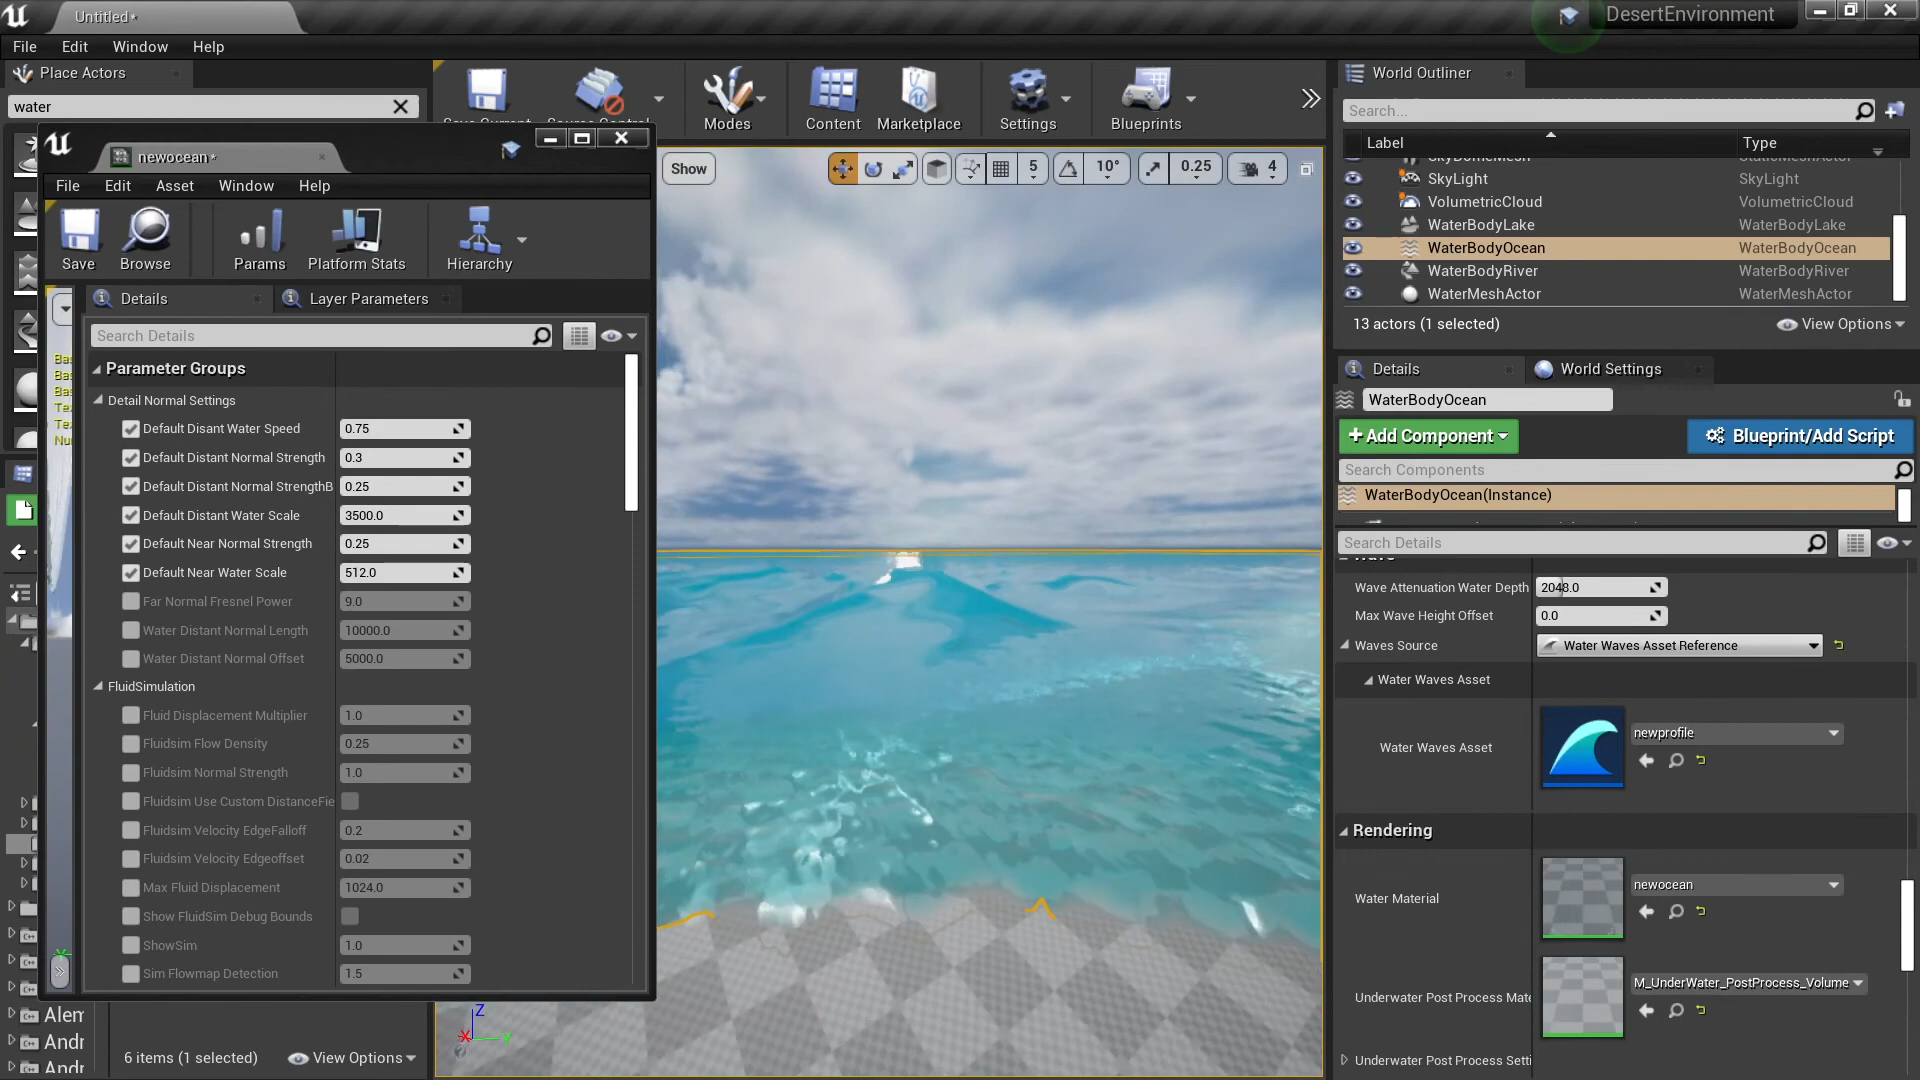 Untitled*
DesertEnvironment
File Edit Window Help
Place Actors
water
Modes
Content
Marketplace
Settings
Blueprints
World Outliner
Search...
Label
Type
SkyLight SkyLight
VolumetricCloud VolumetricCloud
WaterBodyLake WaterBodyLake
WaterBodyOcean WaterBodyOcean
WaterBodyRiver WaterBodyRiver
WaterMeshActor WaterMeshActor
13 actors (1 selected)
View Options
newocean*
File Edit Asset Window Help
Save
Browse
Params
Platform Stats
Hierarchy
Details
Layer Parameters
Search Details
Parameter Groups
Detail Normal Settings
Default Disant Water Speed 0.75
Default Distant Normal Strength 0.3
Default Distant Normal StrengthB 0.25
Default Distant Water Scale 3500.0
Default Near Normal Strength 0.25
Default Near Water Scale 512.0
Far Normal Fresnel Power 9.0
Water Distant Normal Length 10000.0
Water Distant Normal Offset 5000.0
FluidSimulation
Fluid Displacement Multiplier 1.0
Fluidsim Flow Density 0.25
Fluidsim Normal Strength 1.0
Fluidsim Use Custom DistanceFie
Fluidsim Velocity EdgeFalloff 0.2
Fluidsim Velocity Edgeoffset 0.02
Max Fluid Displacement 1024.0
Show FluidSim Debug Bounds
ShowSim 1.0
Sim Flowmap Detection 1.5
Show
5
10°
0.25
4
Z
X
Y
Alem
Andr
Andr
6 items (1 selected)
View Options
Details
World Settings
WaterBodyOcean
+Add Component
Blueprint/Add Script
Search Components
WaterBodyOcean(Instance)
Search Details
Wave Attenuation Water Depth 2048.0
Max Wave Height Offset 0.0
Waves Source Water Waves Asset Reference
Water Waves Asset
Water Waves Asset
newprofile
Rendering
Water Material
newocean
Underwater Post Process Mate
M_UnderWater_PostProcess_Volume
Underwater Post Process Setti